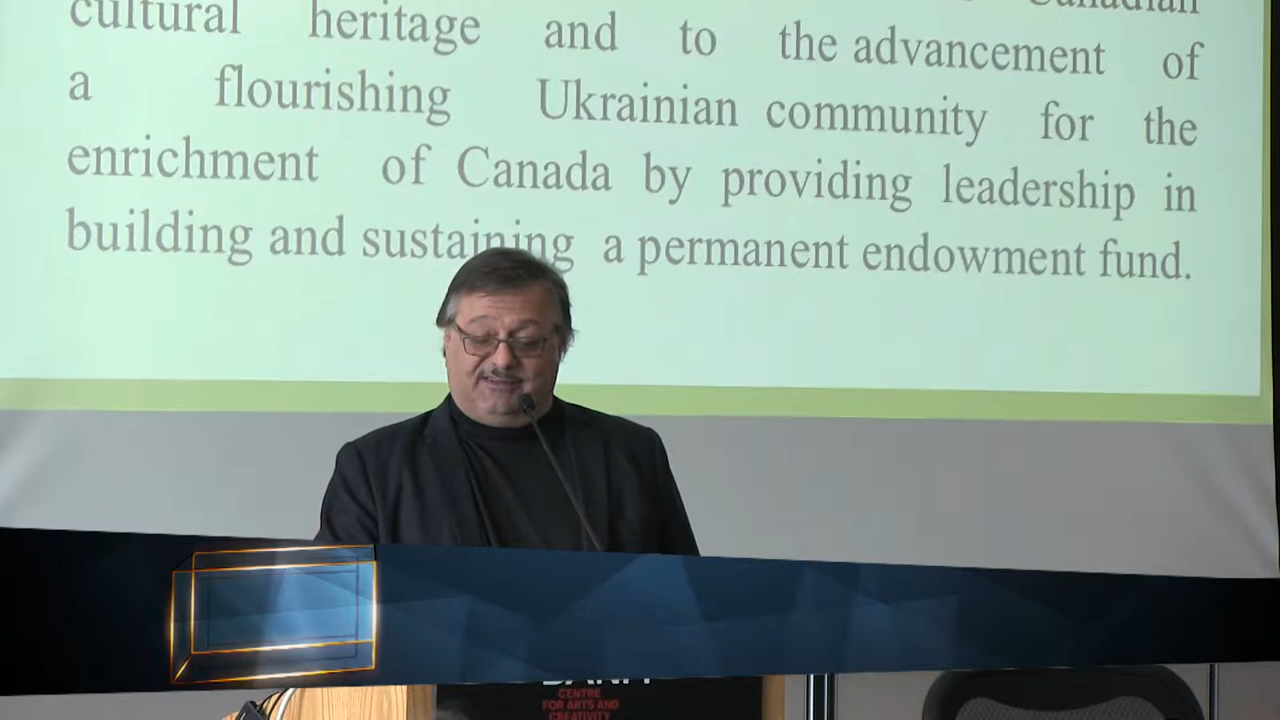 cultural heritage and to the advancement of
a flourishing Ukrainian community for the
enrichment of Canada by providing leadership in
building and sustaining a permanent endowment fund.
CENTRE
FOR ARTS AND
CREATIVITY